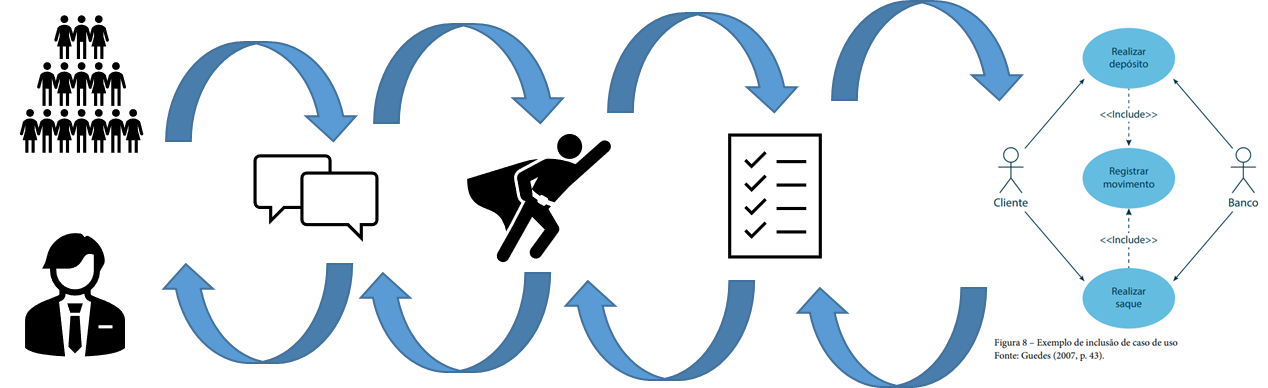 Realizar
depósito
<<Include>>
Registrar
movimento
Cliente
Banco
<<Include>>
Realizar
saque
Figura 8 – Exemplo de inclusão de caso de uso
Fonte: Guedes (2007, p. 43).